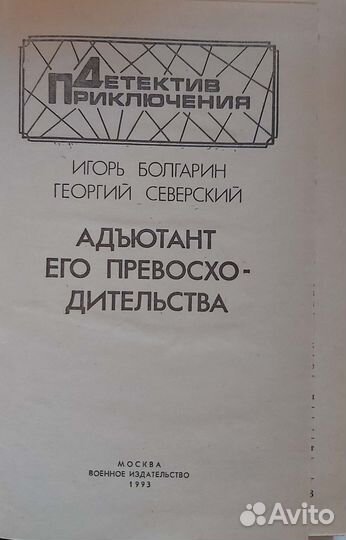 ДЕТЕКТИВ
ПРИКЛЮЧЕНИЯ
ИГОРЬ БОЛГАРИН
ГЕОРГИЙ СЕВЕРСКИЙ
АДЪЮТАНТ
ЕГО ПРЕВОСХО-
ДИТЕЛЬСТВА
МОСКВА
ВОЕННОЕ ИЗДАТЕЛЬСТВО
1993
Avito